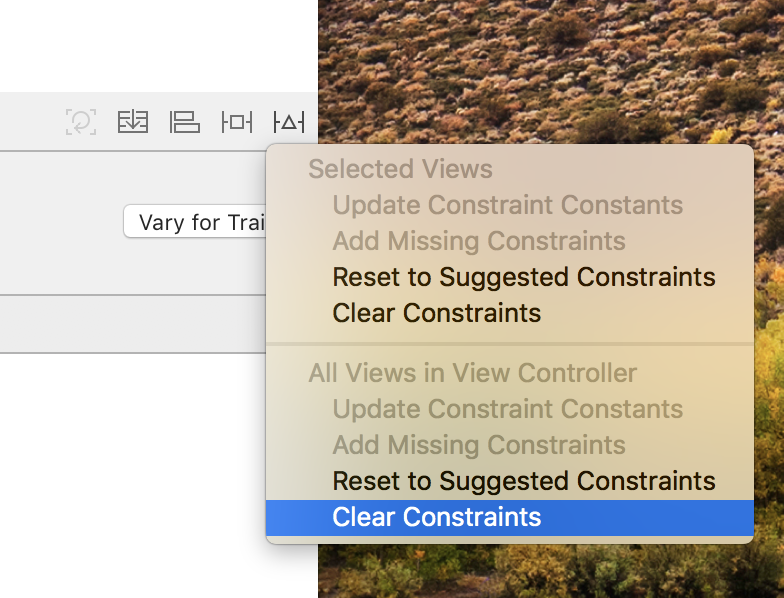 Selected Views
Update Constraint Constants
Add Missing Constraints
Vary for Trai
Reset to Suggested Constraints
Clear Constraints
All Views in View Controller
Update Constraint Constants
Add Missing Constraints
Reset to Suggested Constraints
Clear Constraints